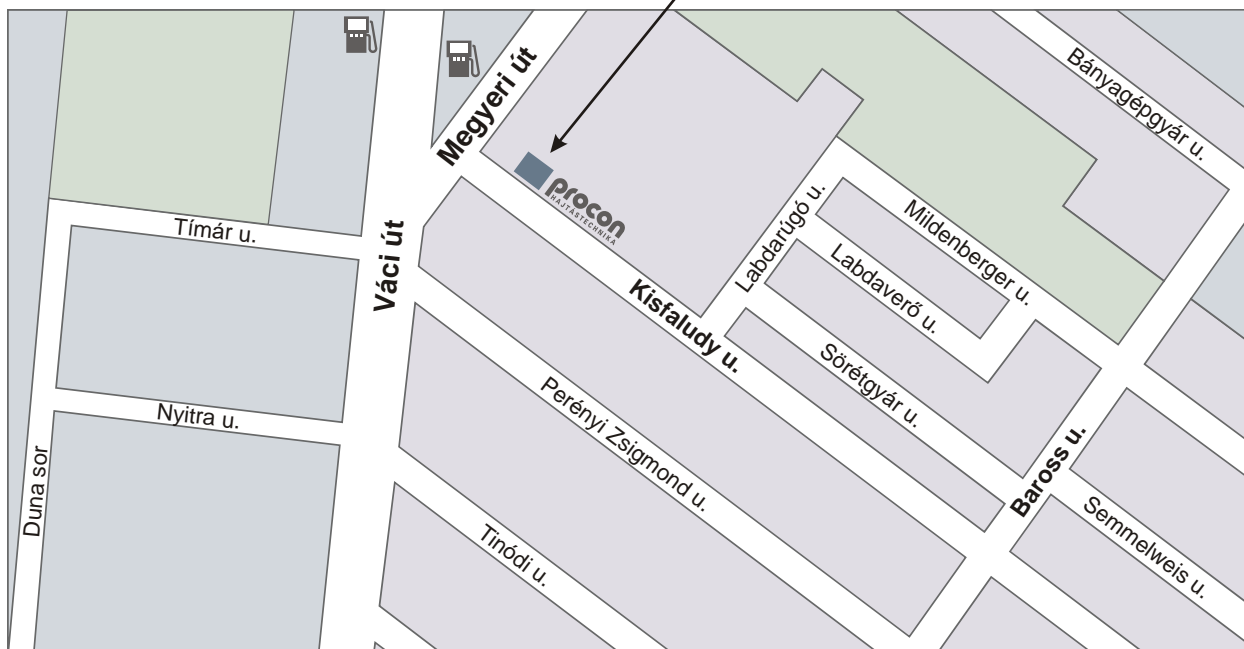 Megyeri út
Bányagépgyár u.
procon
HAJTÁSTECHNIKA
Labdarúgó u.
Mildenberger u.
Tímár u.
Váci út
Labdaverő u.
Kisfaludy u.
Sörétgyár u.
Nyitra u.
Perényi Zsigmond u.
Duna sor
Baross u.
Semmelweis u.
Tinódi u.